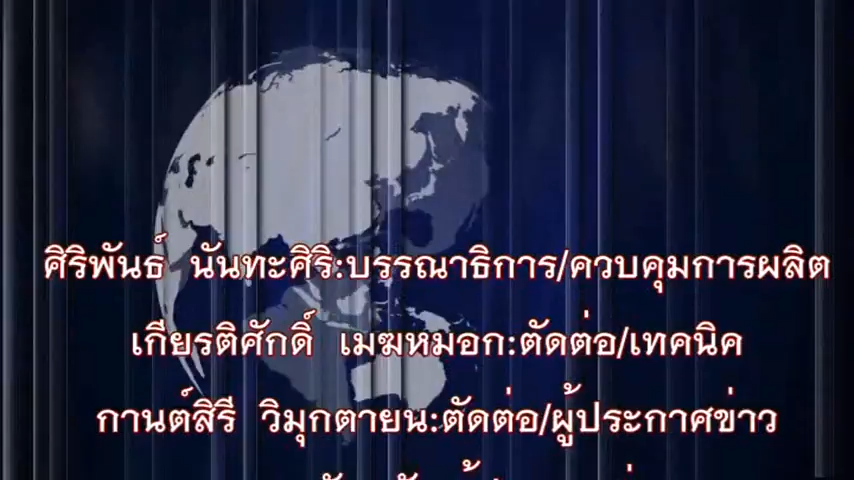 ศิริพันธ์ นันทะศิริ:บรรณาธิการ/ควบคุมการผลิต
เกียรติศักดิ์ เมฆหมอก:ตัดต่อ/เทคนิค
กานต์สิรี วิมุกตายน:ตัดต่อ/ผู้ประกาศข่าว